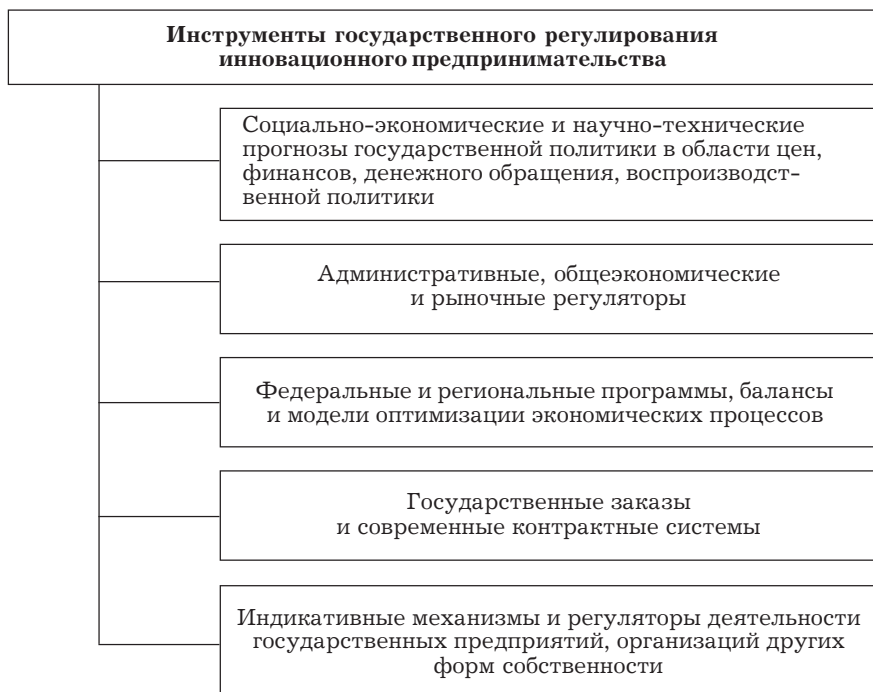 Инструменты государственного регулирования
инновационного предпринимательства
Социально-экономические и научно-технические
прогнозы государственной политики в области цен,
финансов, денежного обращения, воспроизводст-
венной политики
Административные, общеэкономические
и рыночные регуляторы
Федеральные и региональные программы, балансы
и модели оптимизации экономических процессов
Государственные заказы
и современные контрактные системы
Индикативные механизмы и регуляторы деятельности
государственных предприятий, организаций других
форм собственности